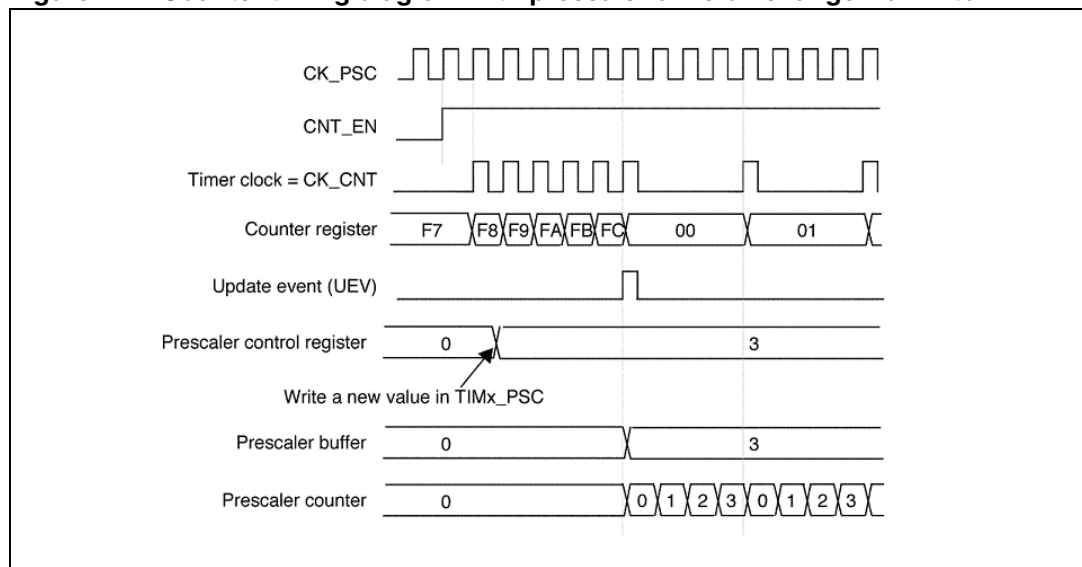 CK_PSC
CNT_EN
Timer clock = CK_CNT
Counter register F7 F8 F9 FA FB FC 00 01
Update event (UEV)
Prescaler control register 0 3
Write a new value in TIMx_PSC
Prescaler buffer 0 3
Prescaler counter 0 0 1 2 3 0 1 2 3